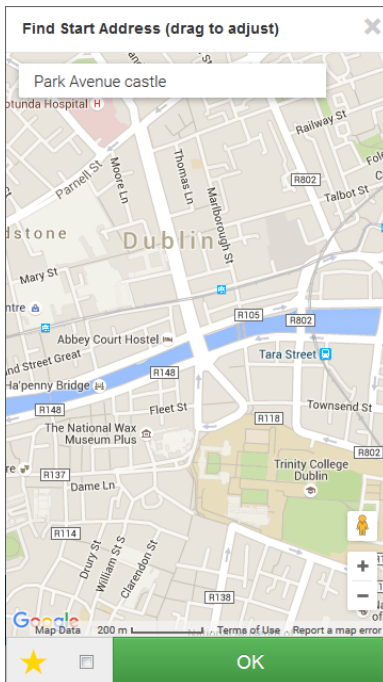 Find Start Address (drag to adjust)
Park Avenue castle
otunda Hospital H
Railway St
Parnell St
Moore Ln
Thomas Ln
Marlborough St
R802
Talbot St
dstone
Dublin
Mary St
ntre
R105
R802
Abbey Court Hostel
Tara Street
nd Street Great
R148
Ha'penny Bridge
R148
Fleet St
R118
Townsend St
The National Wax
Museum Plus
R802
Trinity College
Dublin
re
R137
Dame Ln
R114
Drury St
William St S
Clarendon St
R138
+
−
Google
Map Data
200 m
Terms of Use
Report a map error
OK